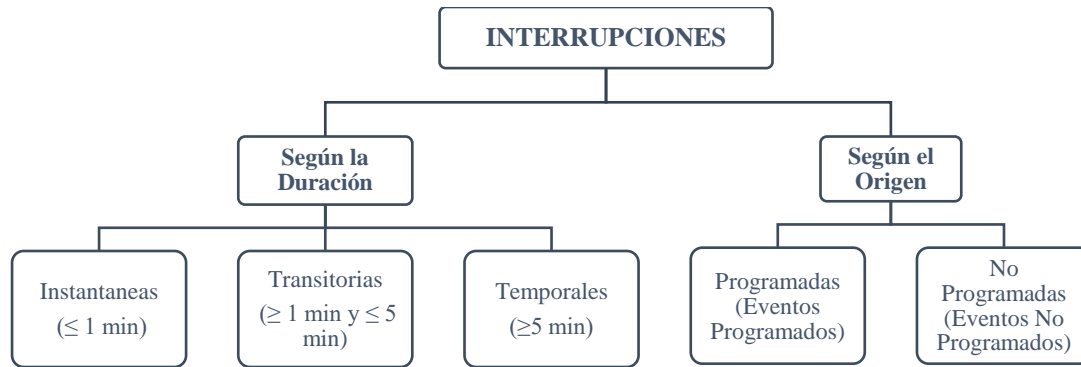 INTERRUPCIONES
Según la
Duración
Según el
Origen
Instantaneas
(≤ 1 min)
Transitorias
(≥ 1 min y ≤ 5
min)
Temporales
(≥5 min)
Programadas
(Eventos
Programados)
No
Programadas
(Eventos No
Programados)